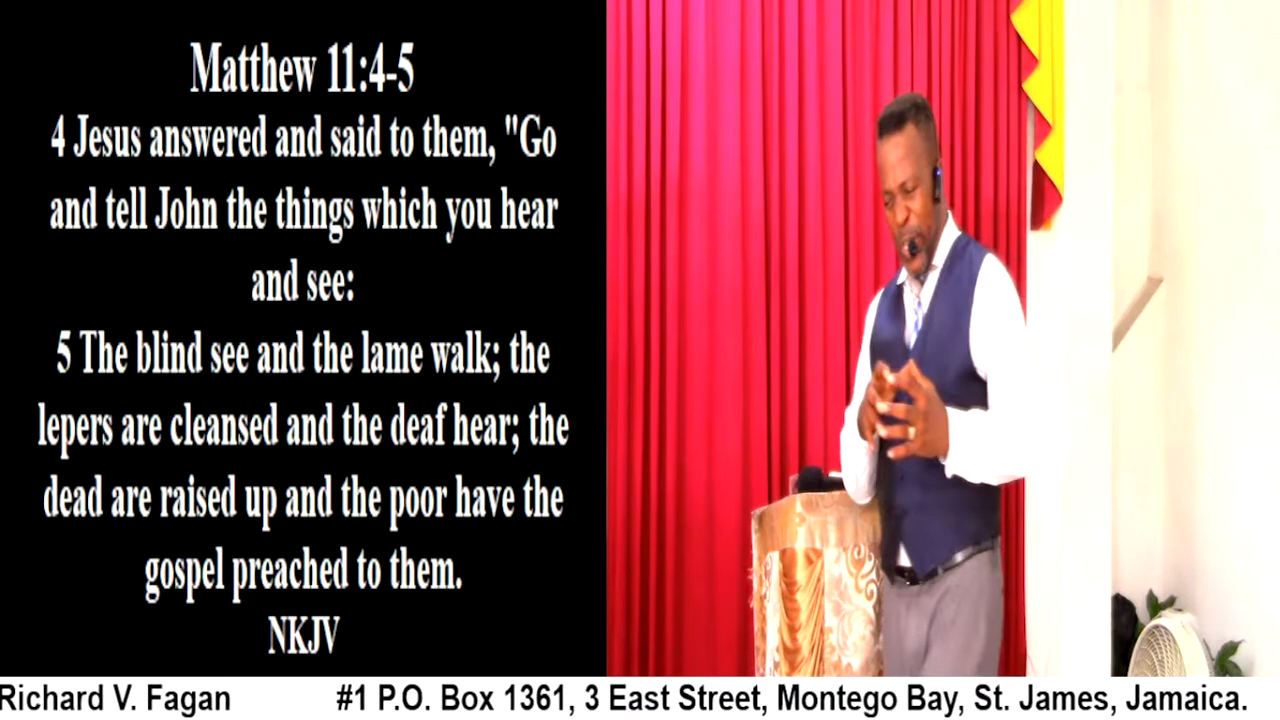 Matthew 11:4-5
4 Jesus answered and said to them, "Go
and tell John the things which you hear
and see:
5 The blind see and the lame walk; the
lepers are cleansed and the deaf hear; the
dead are raised up and the poor have the
gospel preached to them.
NKJV
Richard V. Fagan #1 P.O. Box 1361, 3 East Street, Montego Bay, St. James, Jamaica.